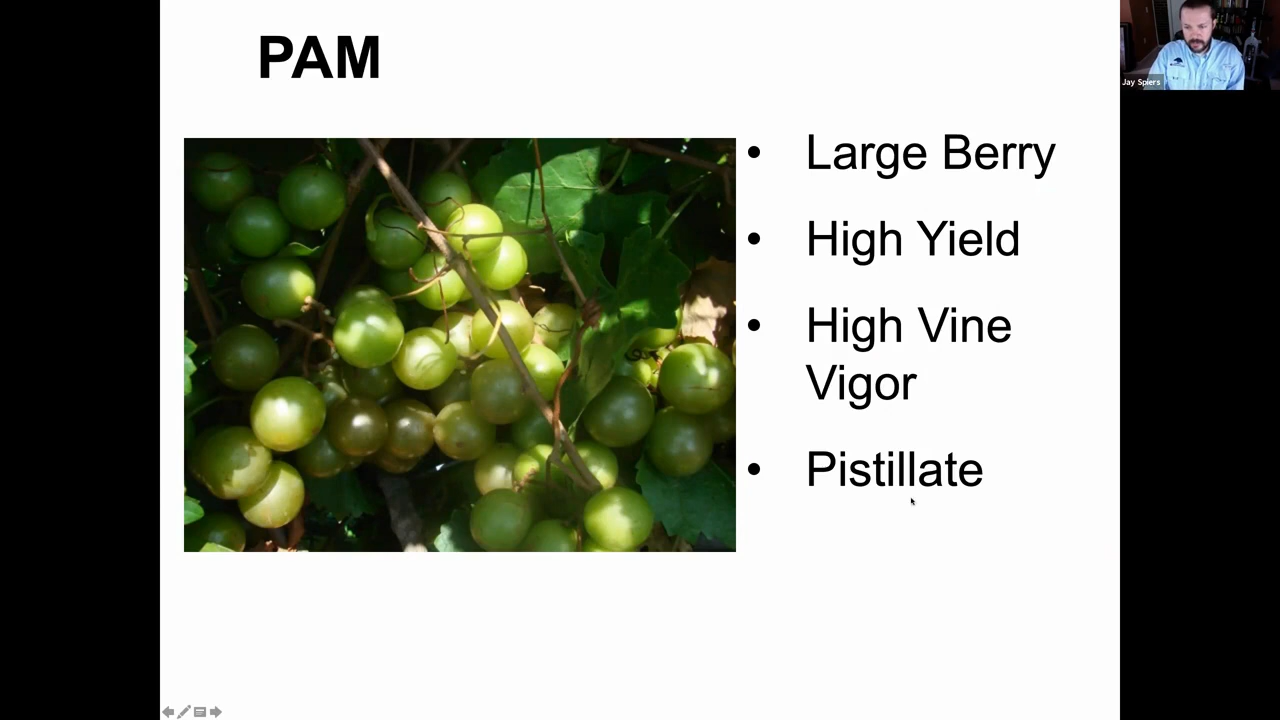 PAM
Jay Spiers
• Large Berry
• High Yield
• High Vine
Vigor
• Pistillate